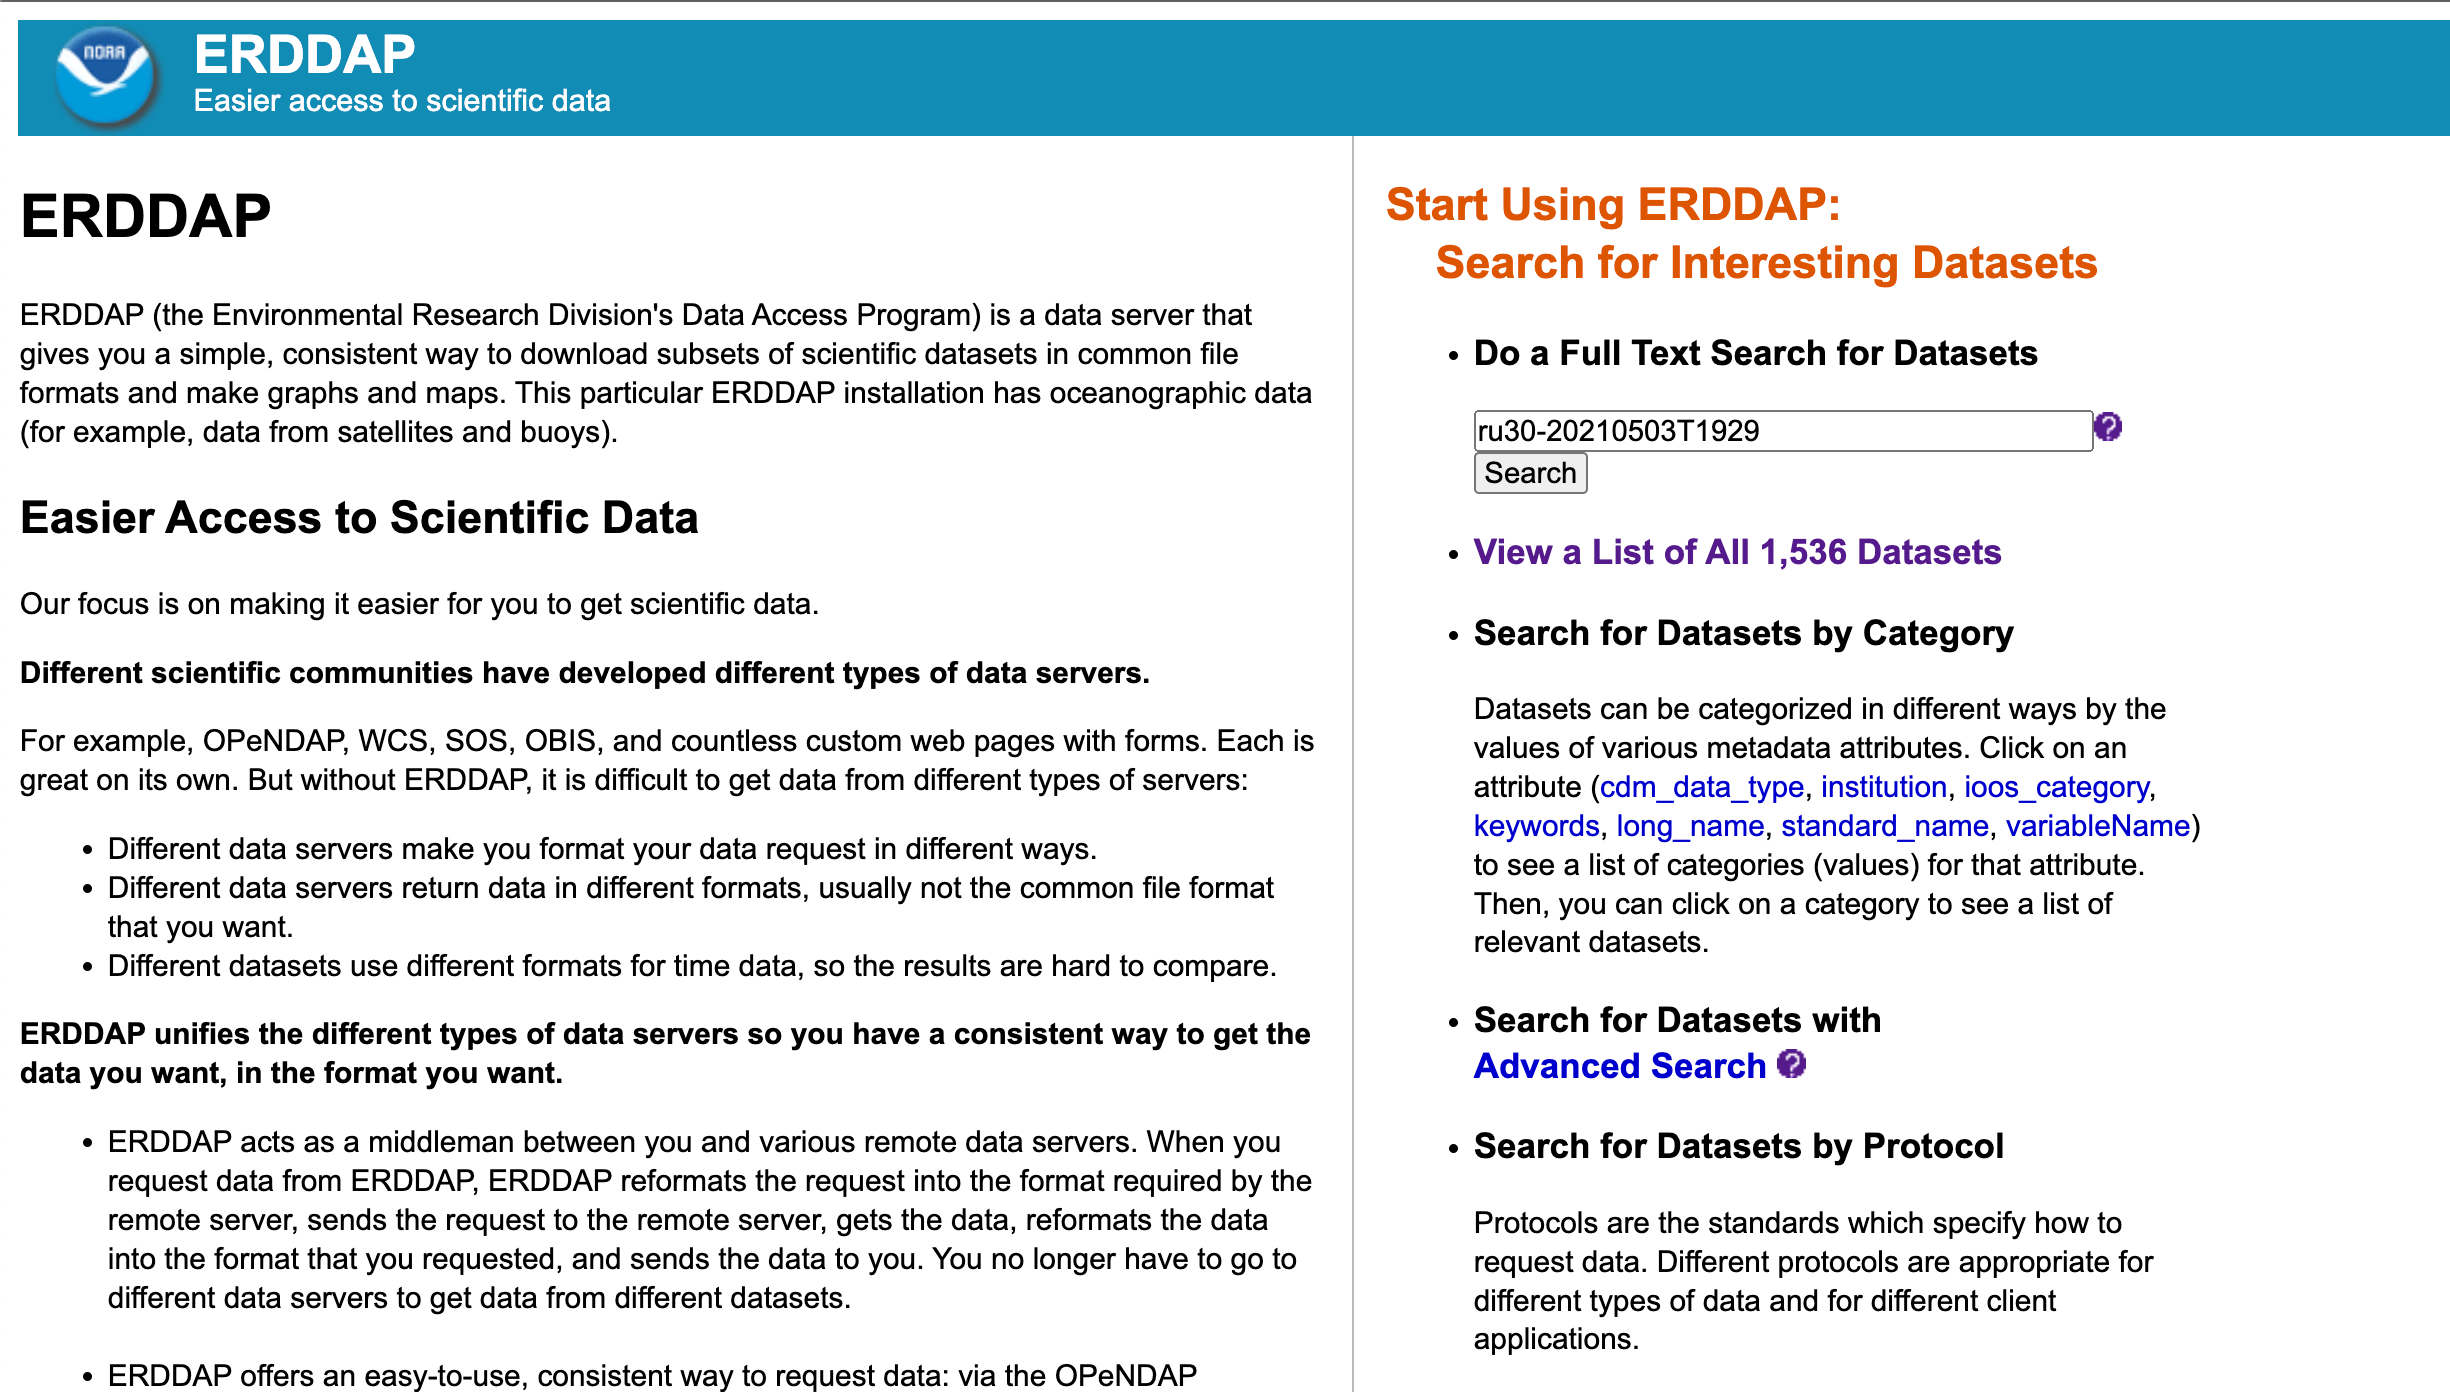 NOAA
ERDDAP
Easier access to scientific data
ERDDAP
ERDDAP (the Environmental Research Division's Data Access Program) is a data server that
gives you a simple, consistent way to download subsets of scientific datasets in common file
formats and make graphs and maps. This particular ERDDAP installation has oceanographic data
(for example, data from satellites and buoys).
Easier Access to Scientific Data
Our focus is on making it easier for you to get scientific data.
Different scientific communities have developed different types of data servers.
For example, OPeNDAP, WCS, SOS, OBIS, and countless custom web pages with forms. Each is
great on its own. But without ERDDAP, it is difficult to get data from different types of servers:
• Different data servers make you format your data request in different ways.
• Different data servers return data in different formats, usually not the common file format
that you want.
• Different datasets use different formats for time data, so the results are hard to compare.
ERDDAP unifies the different types of data servers so you have a consistent way to get the
data you want, in the format you want.
• ERDDAP acts as a middleman between you and various remote data servers. When you
request data from ERDDAP, ERDDAP reformats the request into the format required by the
remote server, sends the request to the remote server, gets the data, reformats the data
into the format that you requested, and sends the data to you. You no longer have to go to
different data servers to get data from different datasets.
• ERDDAP offers an easy-to-use, consistent way to request data: via the OPeNDAP
Start Using ERDDAP:
Search for Interesting Datasets
• Do a Full Text Search for Datasets
ru30-20210503T1929 ?
Search
• View a List of All 1,536 Datasets
• Search for Datasets by Category
Datasets can be categorized in different ways by the
values of various metadata attributes. Click on an
attribute (cdm_data_type, institution, ioos_category,
keywords, long_name, standard_name, variableName)
to see a list of categories (values) for that attribute.
Then, you can click on a category to see a list of
relevant datasets.
• Search for Datasets with
Advanced Search ?
• Search for Datasets by Protocol
Protocols are the standards which specify how to
request data. Different protocols are appropriate for
different types of data and for different client
applications.